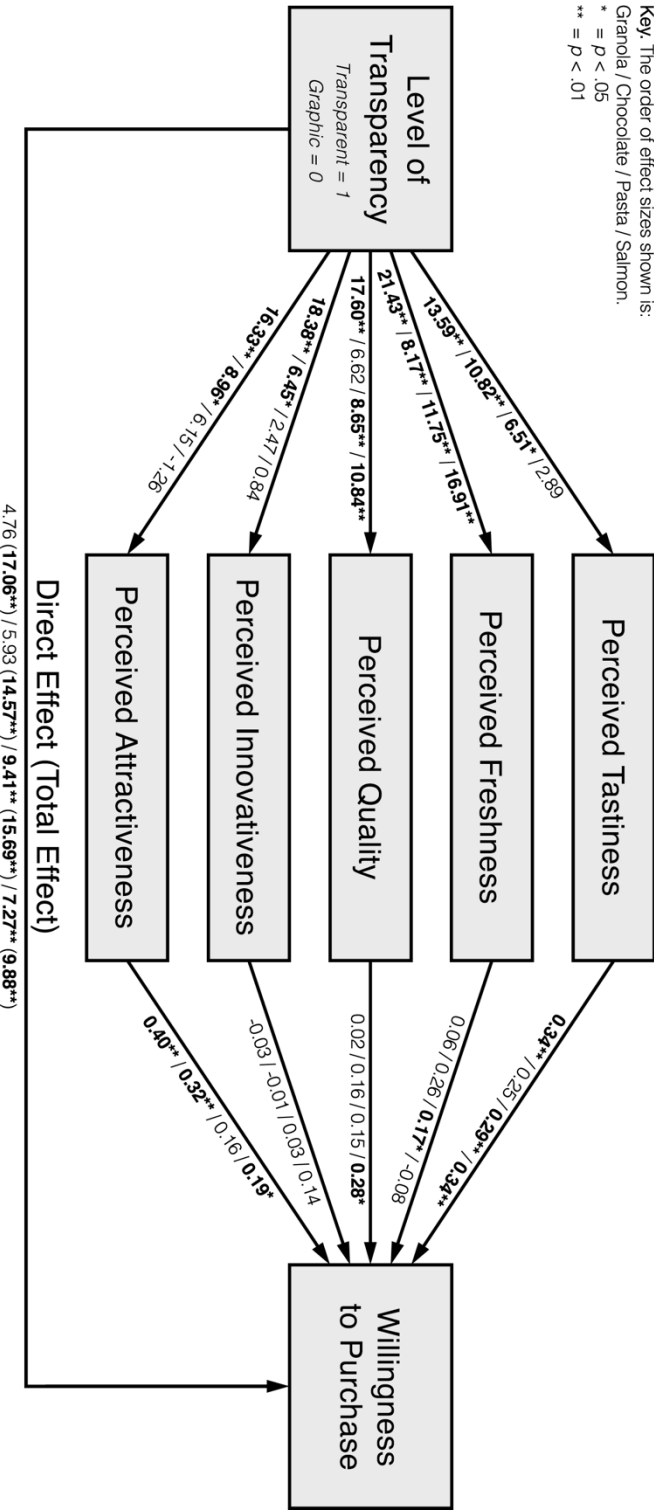 Key. The order of effect sizes shown is:
Granola / Chocolate / Pasta / Salmon.
* = p < .05
** = p < .01
Level of
Transparency
Transparent = 1
Graphic = 0
13.59** / 10.82** / 6.51* / 2.89
21.43** / 8.17** / 11.75** / 16.91**
17.60** / 6.62 / 8.65** / 10.84**
18.38** / 6.45* / 2.47 / 0.84
16.33** / 8.96* / 6.15 / -1.26
Perceived Tastiness
Perceived Freshness
Perceived Quality
Perceived Innovativeness
Perceived Attractiveness
0.34** / 0.25 / 0.29** / 0.34**
0.06 / 0.26 / 0.17* / -0.08
0.02 / 0.16 / 0.15 / 0.28*
-0.03 / -0.01 / 0.03 / 0.14
0.40** / 0.32** / 0.16 / 0.19*
Willingness
to Purchase
Direct Effect (Total Effect)
4.76 (17.06**) / 5.93 (14.57**) / 9.41** (15.69**) / 7.27** (9.88**)